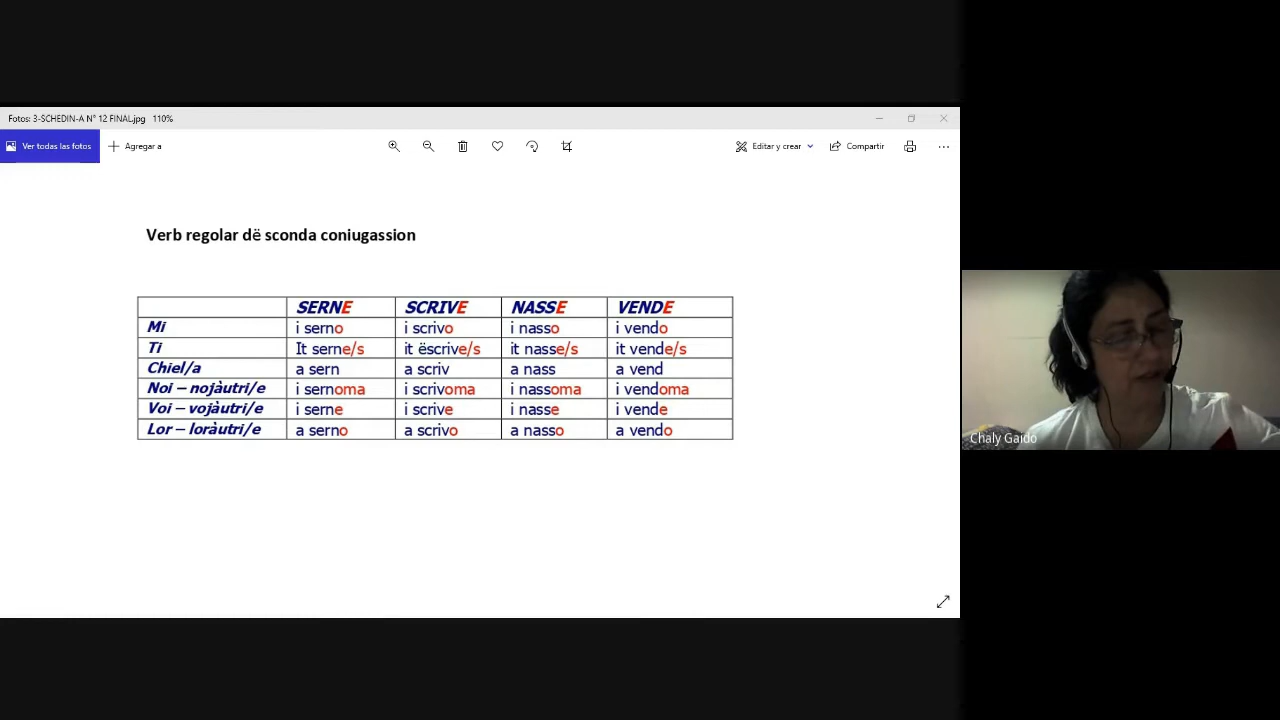 Fotos: 3-SCHEDIN-A N° 12 FINAL.jpg 110%
Ver todas las fotos Agregar a Editar y crear Compartir
Verb regolar dë sconda coniugassion
SERNE SCRIVE NASSE VENDE
Mi i serno i scrivo i nasso i vendo
Ti It serne/s it ëscrive/s it nasse/s it vende/s
Chiel/a a sern a scriv a nass a vend
Noi – nojàutri/e i sernoma i scrivoma i nassoma i vendoma
Voi – vojàutri/e i serne i scrive i nasse i vende
Lor – loràutri/e a serno a scrivo a nasso a vendo
Chaly Gaido